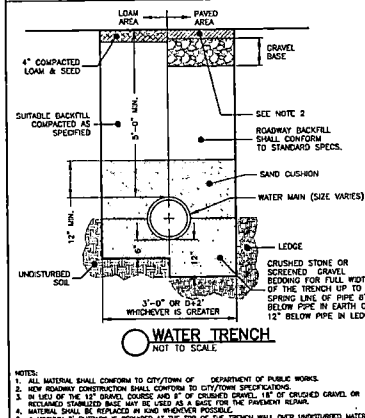 LOAM AREA
PAVED AREA
4" COMPACTED
LOAM & SEED
GRAVEL
BASE
SUITABLE BACKFILL
COMPACTED AS
SPECIFIED
5'-0" MIN.
SEE NOTE 2
ROADWAY BACKFILL
SHALL CONFORM
TO STANDARD SPECS.
SAND CUSHION
12" MIN.
WATER MAIN (SIZE VARIES)
6"
12"
LEDGE
UNDISTURBED
SOIL
CRUSHED STONE OR
SCREENED GRAVEL
BEDDING FOR FULL WIDT
OF THE TRENCH UP TO
SPRING LINE OF PIPE
BELOW PIPE IN EARTH
12" BELOW PIPE IN LED
3'-0" OR D+2'
WHICHEVER IS GREATER
WATER TRENCH
NOT TO SCALE
NOTES:
1. ALL MATERIAL SHALL CONFORM TO CITY/TOWN OF DEPARTMENT OF PUBLIC WORKS.
2. NEW ROADWAY CONSTRUCTION SHALL CONFORM TO CITY/TOWN SPECIFICATIONS.
3. IN LIEU OF THE 12" GRAVEL COURSE AND 8" OF CRUSHED GRAVEL, 18" OF CRUSHED GRAVEL OR
RECLAIMED STABILIZED BASE MAY BE USED AS A BASE FOR THE PAVEMENT REPAIR.
4. MATERIAL SHALL BE REPLACED IN KIND WHENEVER POSSIBLE.